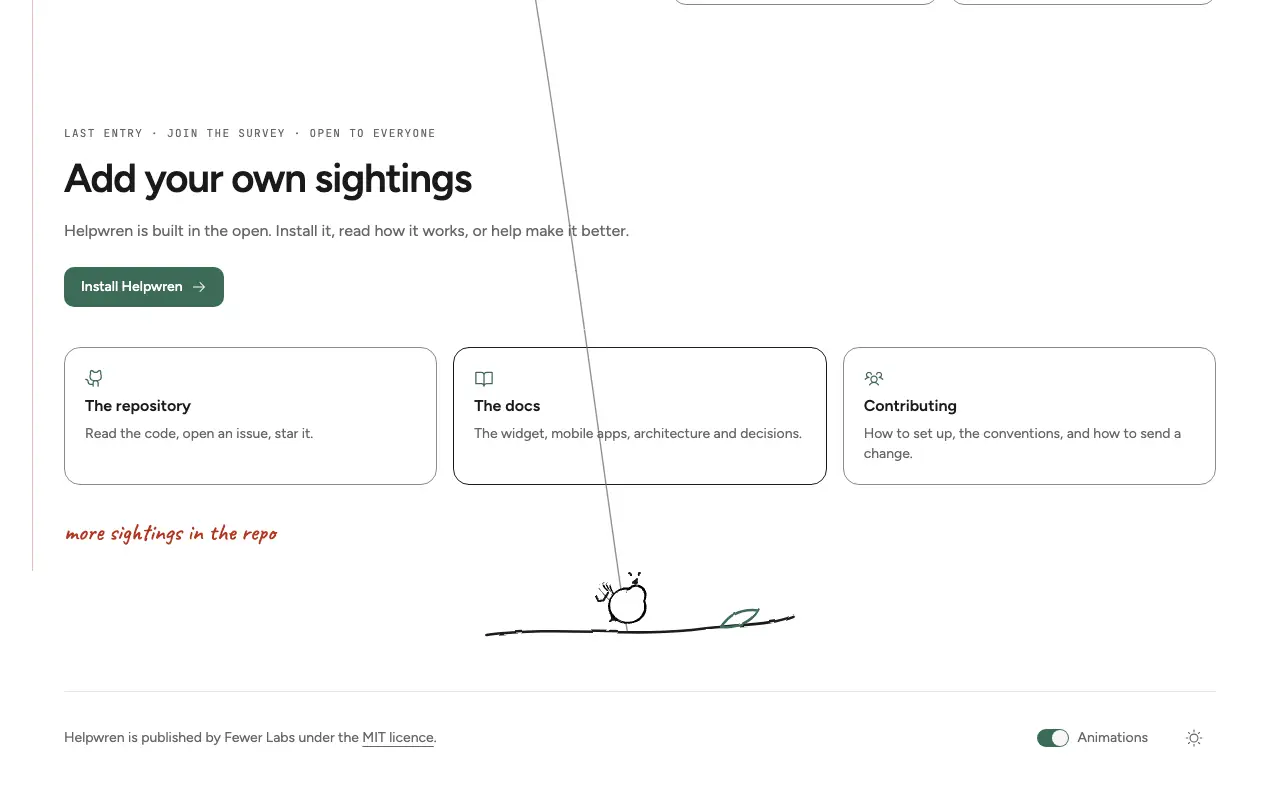 LAST ENTRY · JOIN THE SURVEY · OPEN TO EVERYONE
Add your own sightings
Helpwren is built in the open. Install it, read how it works, or help make it better.
Install Helpwren
The repository
Read the code, open an issue, star it.
The docs
The widget, mobile apps, architecture and decisions.
Contributing
How to set up, the conventions, and how to send a
change.
more sightings in the repo
Helpwren is published by Fewer Labs under the MIT licence.
Animations